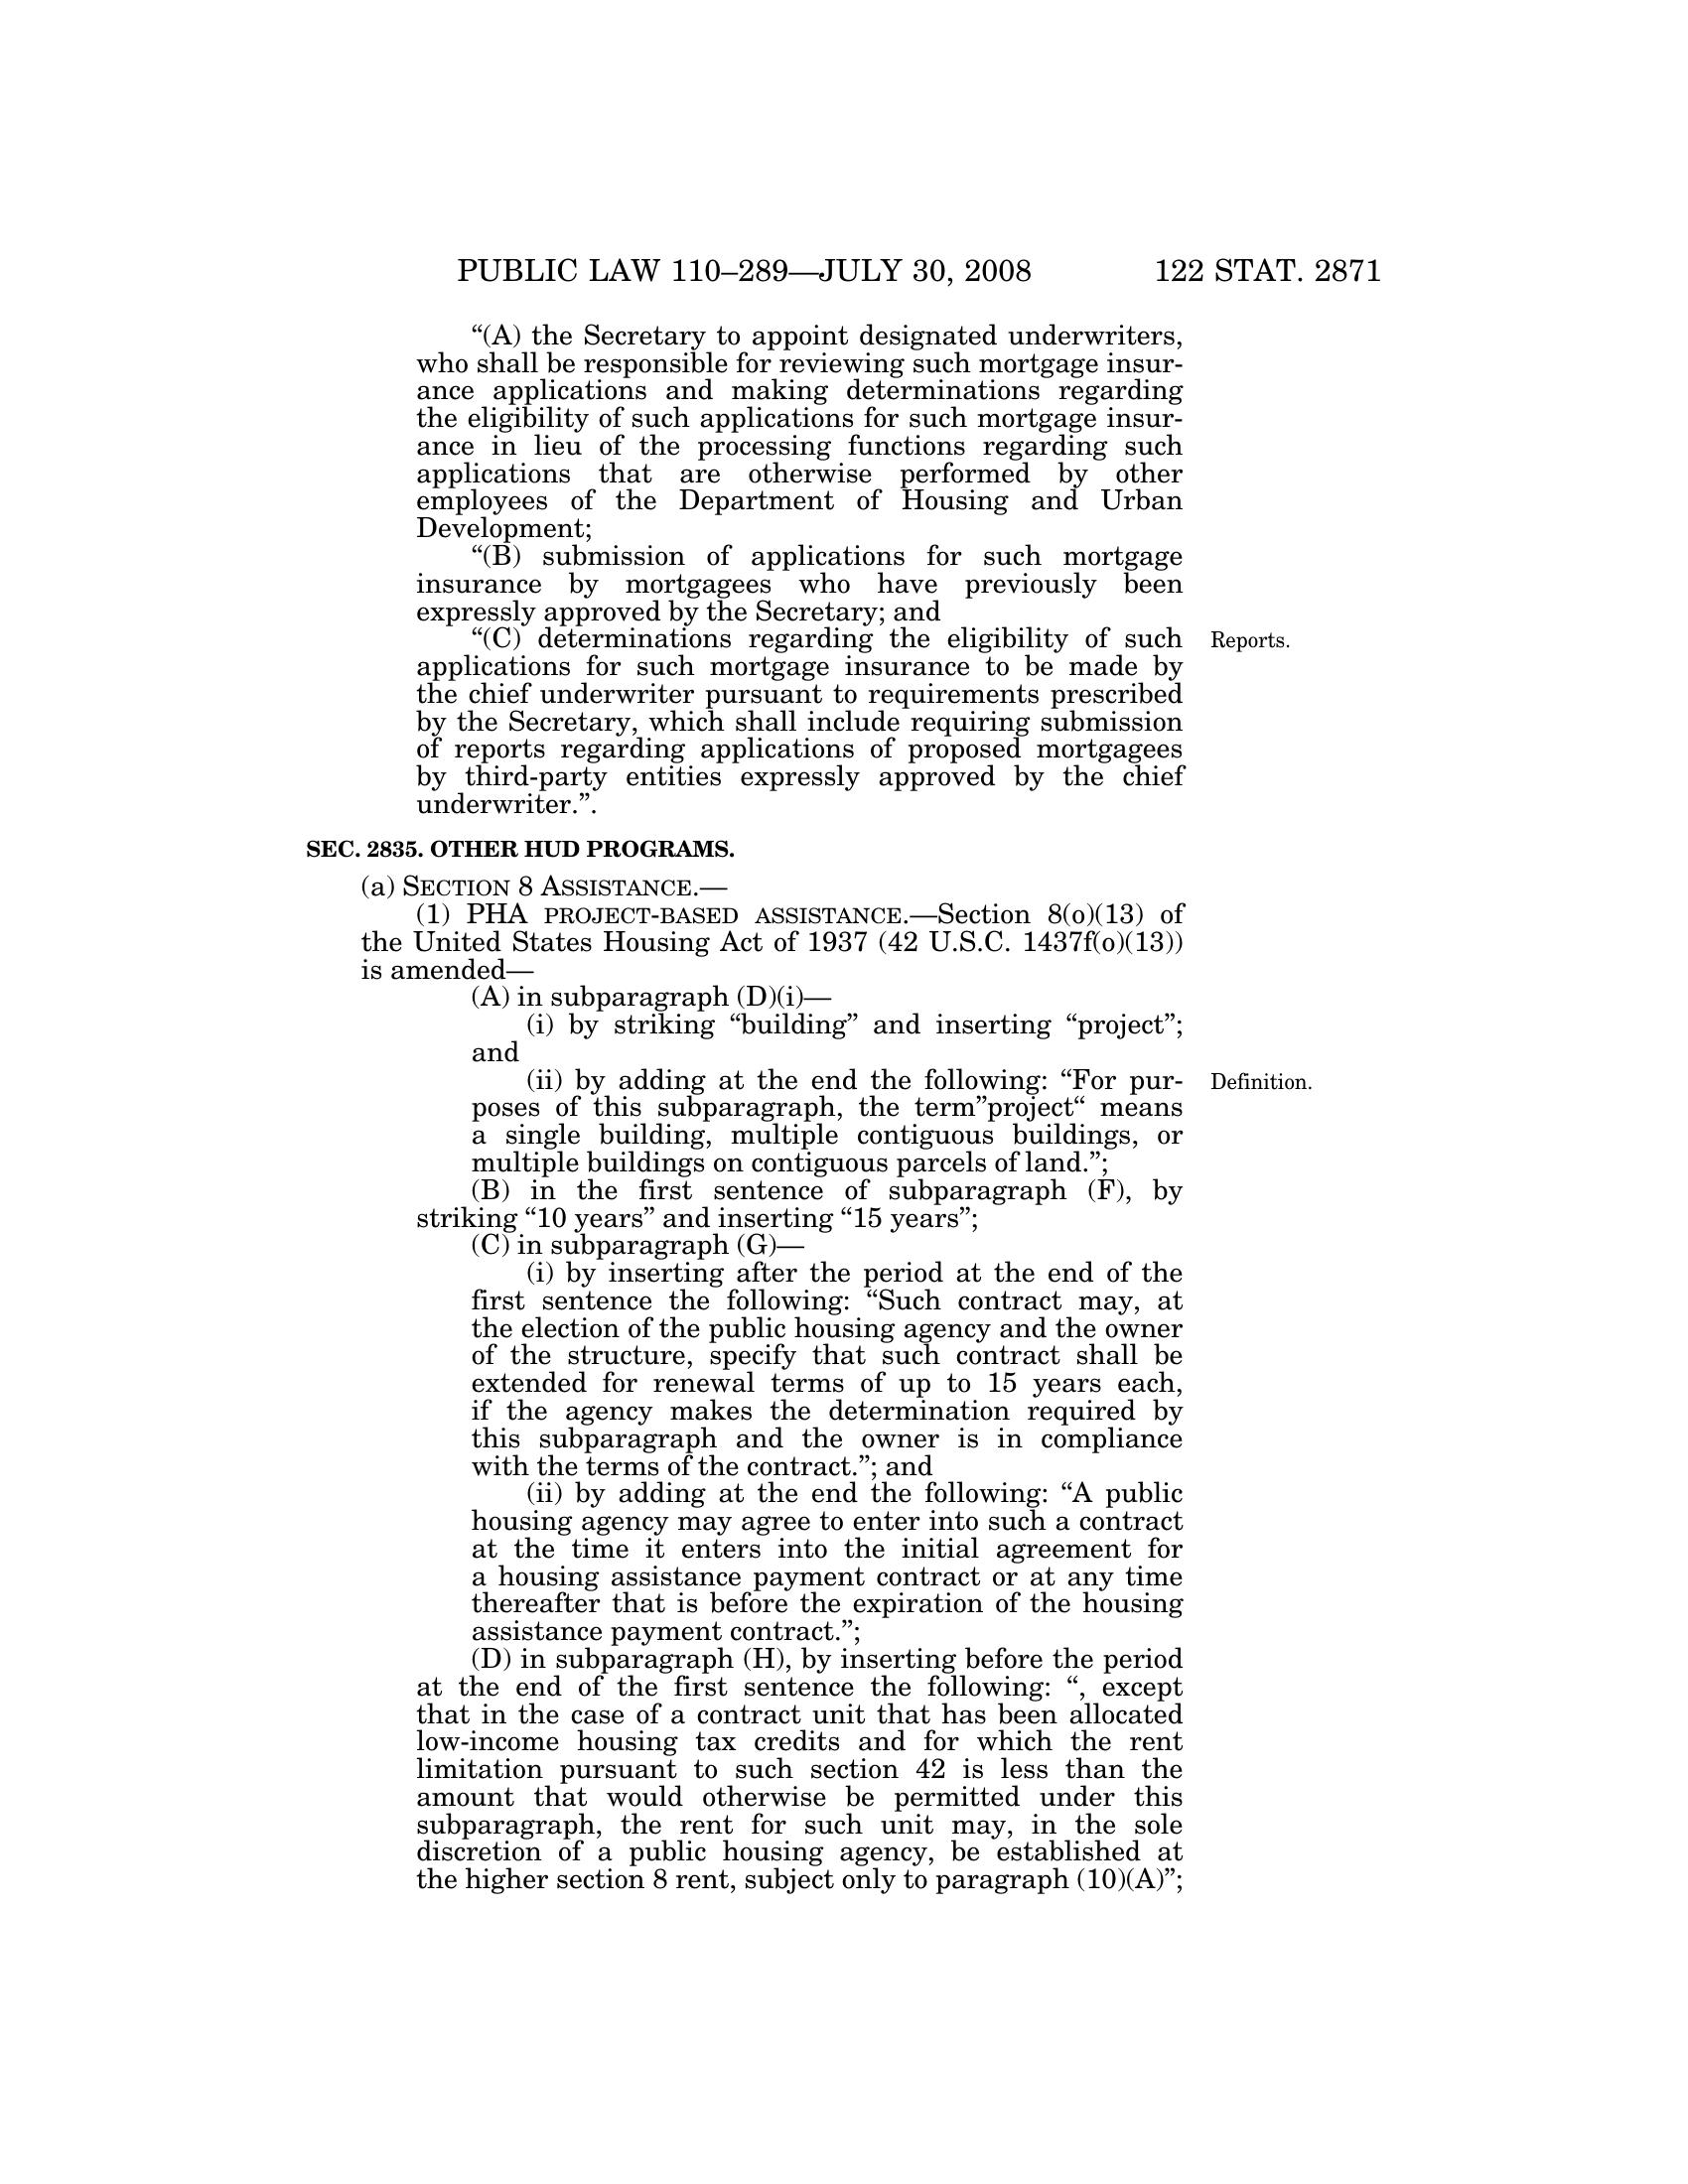 PUBLIC LAW 110–289—JULY 30, 2008 122 STAT. 2871
“(A) the Secretary to appoint designated underwriters,
who shall be responsible for reviewing such mortgage insur-
ance applications and making determinations regarding
the eligibility of such applications for such mortgage insur-
ance in lieu of the processing functions regarding such
applications that are otherwise performed by other
employees of the Department of Housing and Urban
Development;
“(B) submission of applications for such mortgage
insurance by mortgagees who have previously been
expressly approved by the Secretary; and
“(C) determinations regarding the eligibility of such Reports.
applications for such mortgage insurance to be made by
the chief underwriter pursuant to requirements prescribed
by the Secretary, which shall include requiring submission
of reports regarding applications of proposed mortgagees
by third-party entities expressly approved by the chief
underwriter.”.
SEC. 2835. OTHER HUD PROGRAMS.
(a) SECTION 8 ASSISTANCE.—
(1) PHA PROJECT-BASED ASSISTANCE.—Section 8(o)(13) of
the United States Housing Act of 1937 (42 U.S.C. 1437f(o)(13))
is amended—
(A) in subparagraph (D)(i)—
(i) by striking “building” and inserting “project”;
and
(ii) by adding at the end the following: “For pur- Definition.
poses of this subparagraph, the term”project“ means
a single building, multiple contiguous buildings, or
multiple buildings on contiguous parcels of land.”;
(B) in the first sentence of subparagraph (F), by
striking “10 years” and inserting “15 years”;
(C) in subparagraph (G)—
(i) by inserting after the period at the end of the
first sentence the following: “Such contract may, at
the election of the public housing agency and the owner
of the structure, specify that such contract shall be
extended for renewal terms of up to 15 years each,
if the agency makes the determination required by
this subparagraph and the owner is in compliance
with the terms of the contract.”; and
(ii) by adding at the end the following: “A public
housing agency may agree to enter into such a contract
at the time it enters into the initial agreement for
a housing assistance payment contract or at any time
thereafter that is before the expiration of the housing
assistance payment contract.”;
(D) in subparagraph (H), by inserting before the period
at the end of the first sentence the following: “, except
that in the case of a contract unit that has been allocated
low-income housing tax credits and for which the rent
limitation pursuant to such section 42 is less than the
amount that would otherwise be permitted under this
subparagraph, the rent for such unit may, in the sole
discretion of a public housing agency, be established at
the higher section 8 rent, subject only to paragraph (10)(A)”;